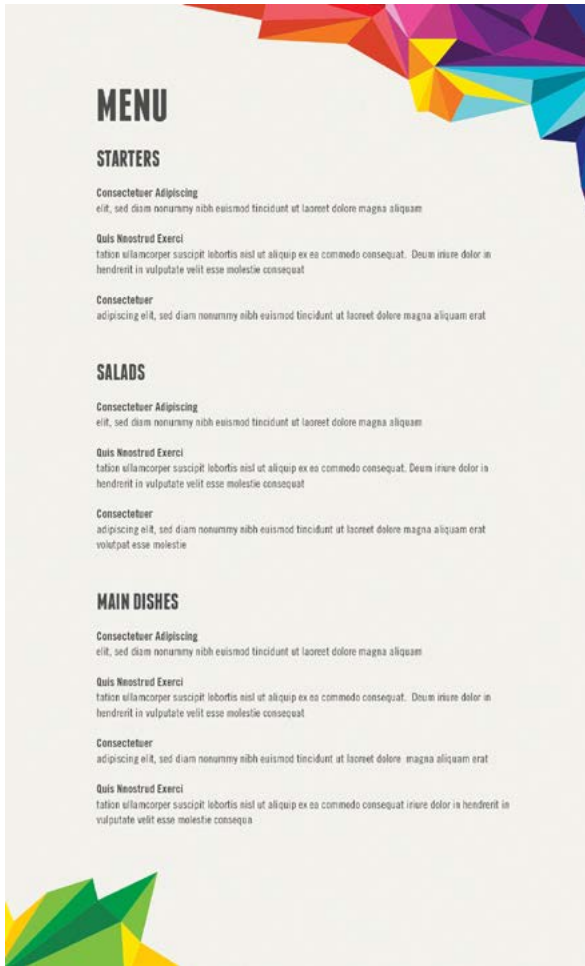 MENU
STARTERS
Consectetuer Adipiscing
elit, sed diam nonummy nibh euismod tincidunt ut laoreet dolore magna aliquam
Quis Nnostrud Exerci
tation ullamcorper suscipit lobortis nisl ut aliquip ex ea commodo consequat. Deum iriure dolor in
hendrerit in vulputate velit esse molestie consequat
Consectetuer
adipiscing elit, sed diam nonummy nibh euismod tincidunt ut laoreet dolore magna aliquam erat
SALADS
Consectetuer Adipiscing
elit, sed diam nonummy nibh euismod tincidunt ut laoreet dolore magna aliquam
Quis Nnostrud Exerci
tation ullamcorper suscipit lobortis nisl ut aliquip ex ea commodo consequat. Deum iriure dolor in
hendrerit in vulputate velit esse molestie consequat
Consectetuer
adipiscing elit, sed diam nonummy nibh euismod tincidunt ut laoreet dolore magna aliquam erat
volutpat esse molestie
MAIN DISHES
Consectetuer Adipiscing
elit, sed diam nonummy nibh euismod tincidunt ut laoreet dolore magna aliquam
Quis Nnostrud Exerci
tation ullamcorper suscipit lobortis nisl ut aliquip ex ea commodo consequat. Deum iriure dolor in
hendrerit in vulputate velit esse molestie consequat
Consectetuer
adipiscing elit, sed diam nonummy nibh euismod tincidunt ut laoreet dolore magna aliquam erat
Quis Nnostrud Exerci
tation ullamcorper suscipit lobortis nisl ut aliquip ex ea commodo consequat iriure dolor in hendrerit in
vulputate velit esse molestie consequa